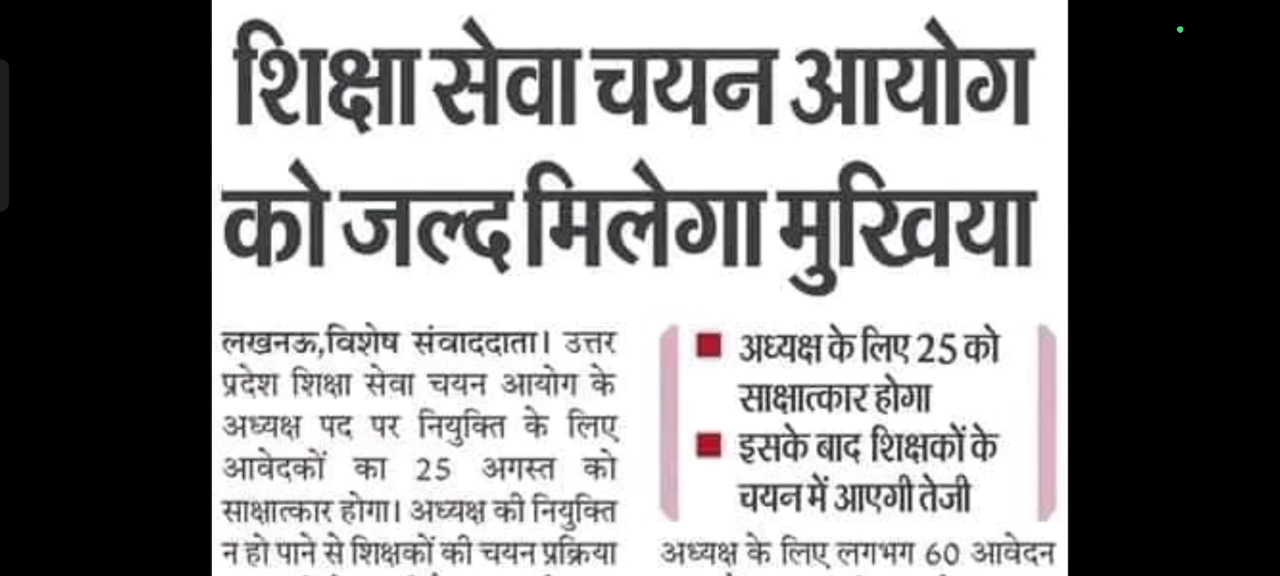 शिक्षा सेवा चयन आयोग
को जल्द मिलेगा मुखिया
लखनऊ,विशेष संवाददाता। उत्तर
प्रदेश शिक्षा सेवा चयन आयोग के
अध्यक्ष पद पर नियुक्ति के लिए
आवेदकों का 25 अगस्त को
साक्षात्कार होगा। अध्यक्ष की नियुक्ति
न हो पाने से शिक्षकों की चयन प्रक्रिया
अध्यक्ष के लिए 25 को
साक्षात्कार होगा
इसके बाद शिक्षकों के
चयन में आएगी तेजी
अध्यक्ष के लिए लगभग 60 आवेदन